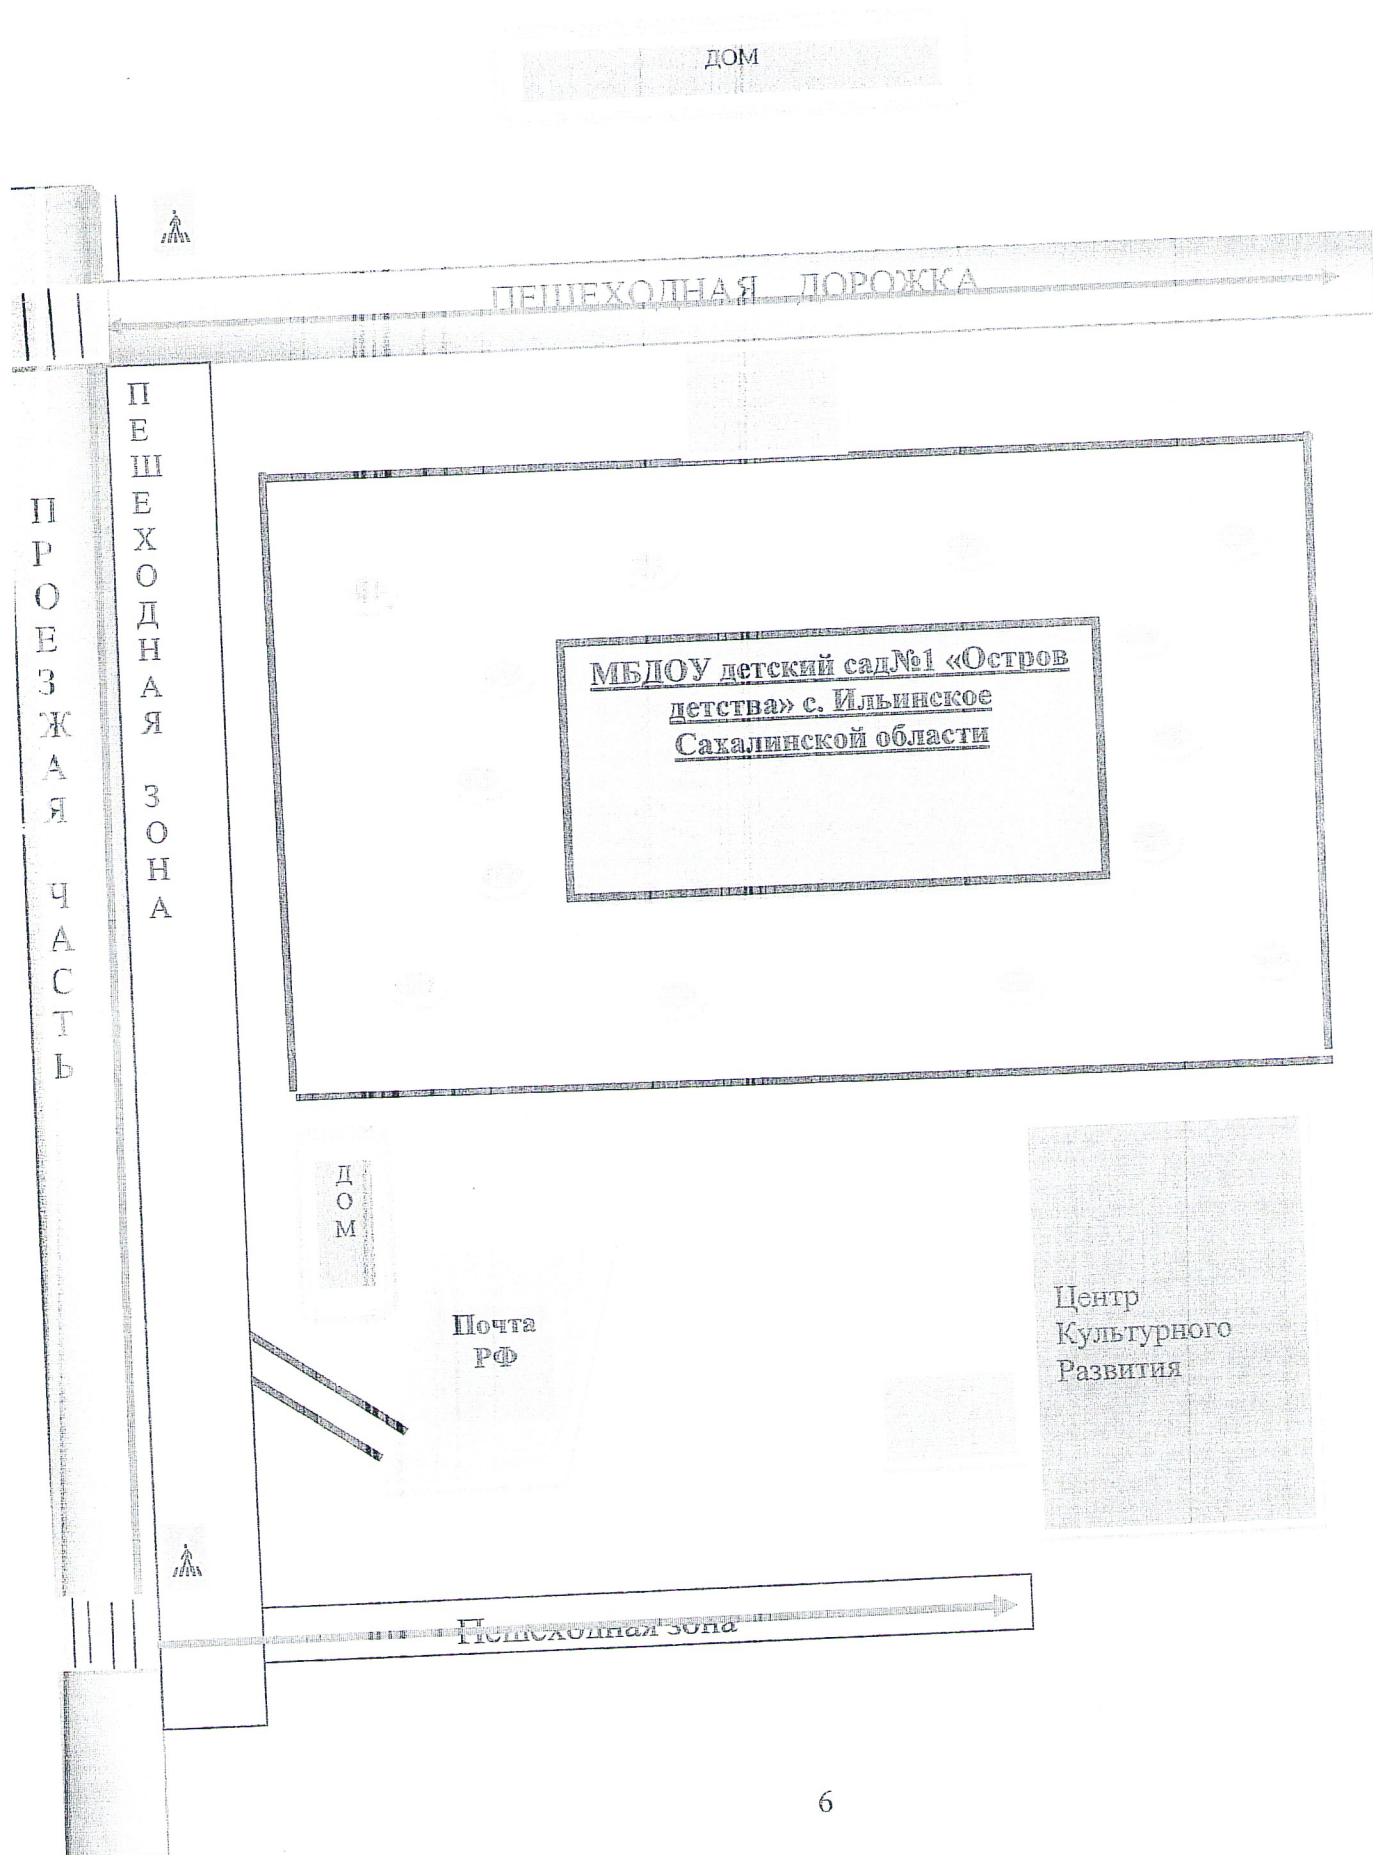 ДОМ
ПЕШЕХОДНАЯ ДОРОЖКА
ПЕШЕХОДНАЯ ЗОНА
ПРОЕЗЖАЯ ЧАСТЬ
МБДОУ детский сад№1 «Остров
детства» с. Ильинское
Сахалинской области
ДОМ
Почта
РФ
Центр
Культурного
Развития
Пешеходная зона
6